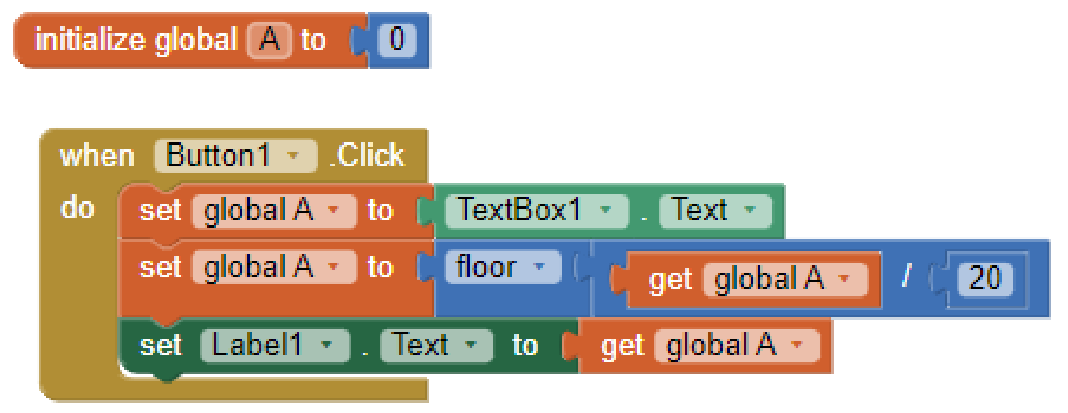 initialize global A to 0
when Button1 .Click
do set global A to TextBox1 . Text
set global A to floor get global A / 20
set Label1 . Text to get global A